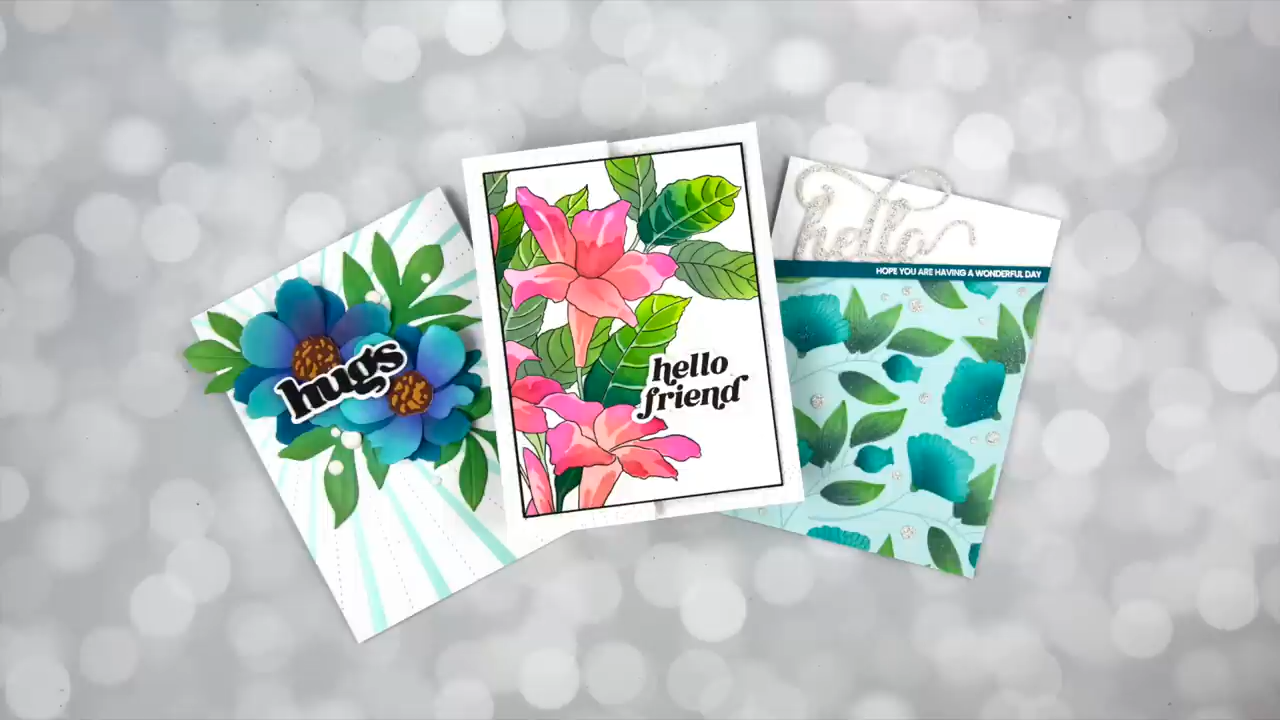 hugs
hello
friend
hello
HOPE YOU ARE HAVING A WONDERFUL DAY